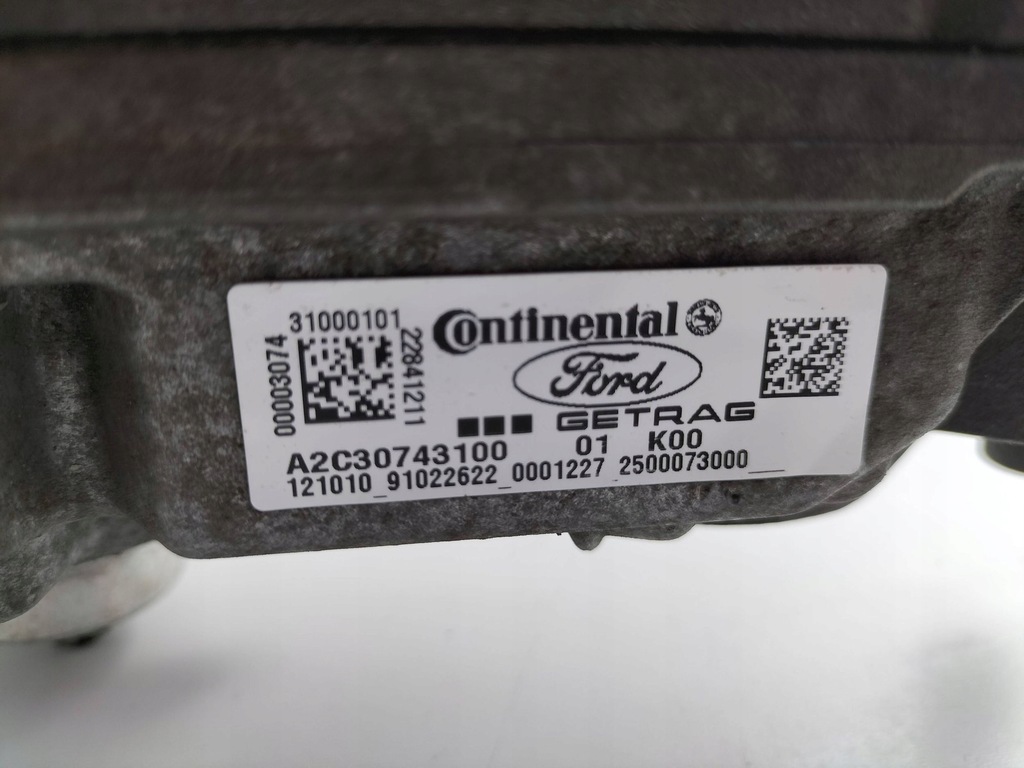 31000101
00003074
22841211
Continental
Ford
GETRAG
A2C30743100 01 K00
121010_91022622_0001227_2500073000___